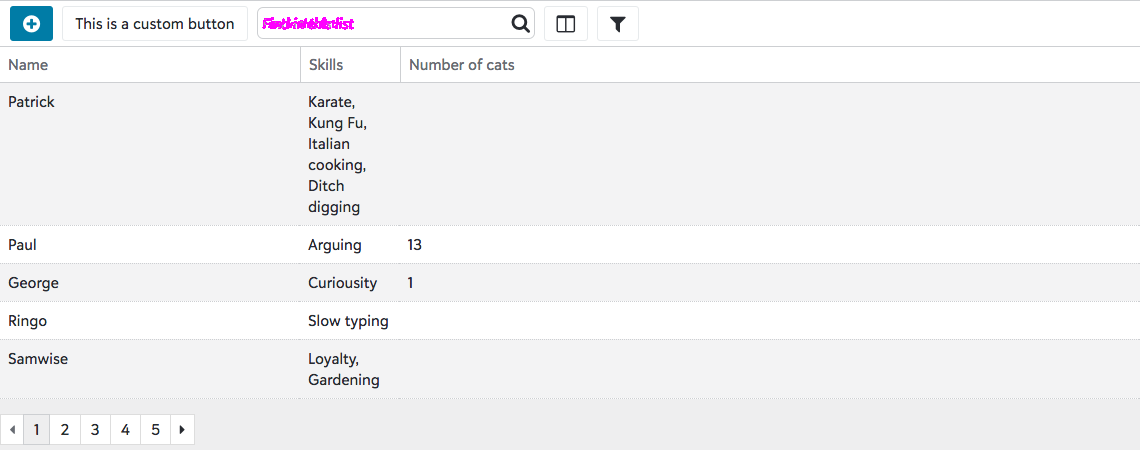 This is a custom button
Name Skills Number of cats
Patrick Karate,
Kung Fu,
Italian
cooking,
Ditch
digging
Paul Arguing 13
George Curiousity 1
Ringo Slow typing
Samwise Loyalty,
Gardening
1 2 3 4 5